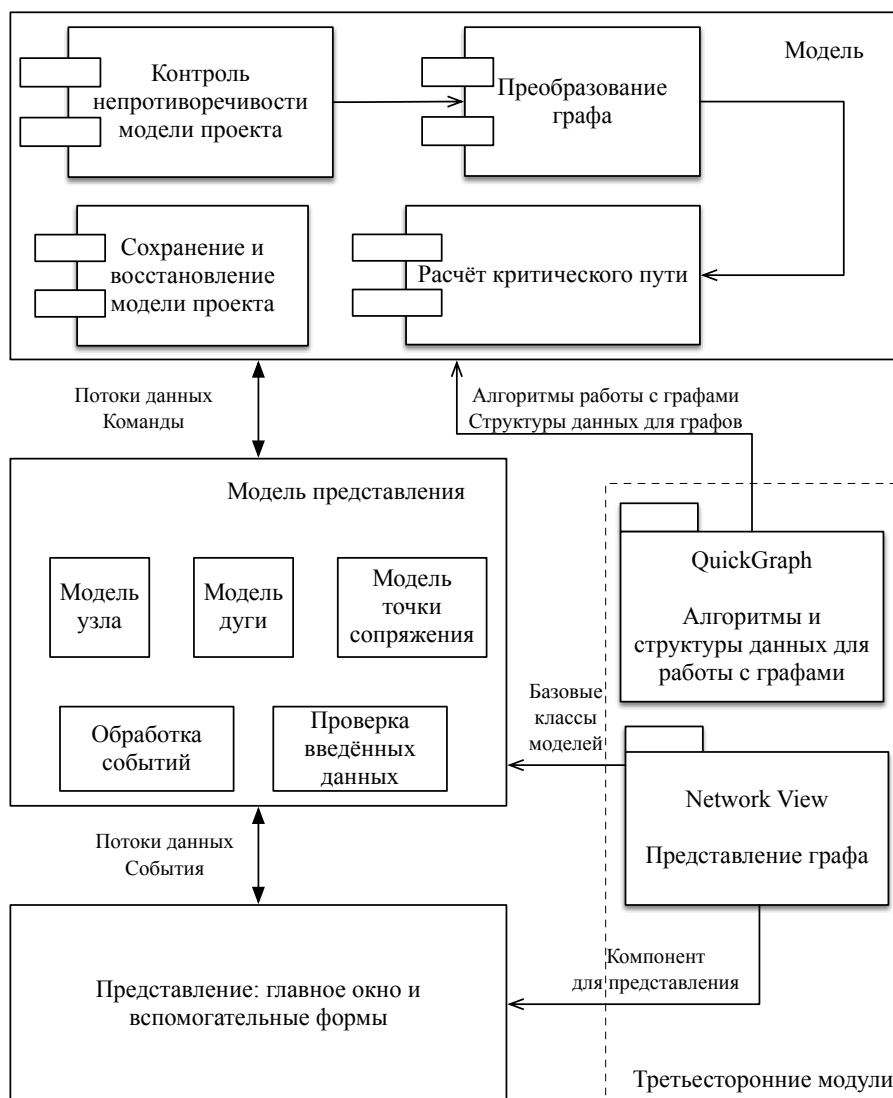 Модель
Контроль
непротиворечивости
модели проекта
Преобразование
графа
Сохранение и
восстановление
модели проекта
Расчёт критического пути
Потоки данных
Команды
Алгоритмы работы с графами
Структуры данных для графов
Модель представления
Модель
узла
Модель
дуги
Модель
точки
сопряжения
Обработка
событий
Проверка
введённых
данных
QuickGraph
Алгоритмы и
структуры данных для
работы с графами
Базовые
классы
моделей
Network View
Представление графа
Потоки данных
События
Представление: главное окно и
вспомогательные формы
Компонент
для представления
Третьесторонние модули